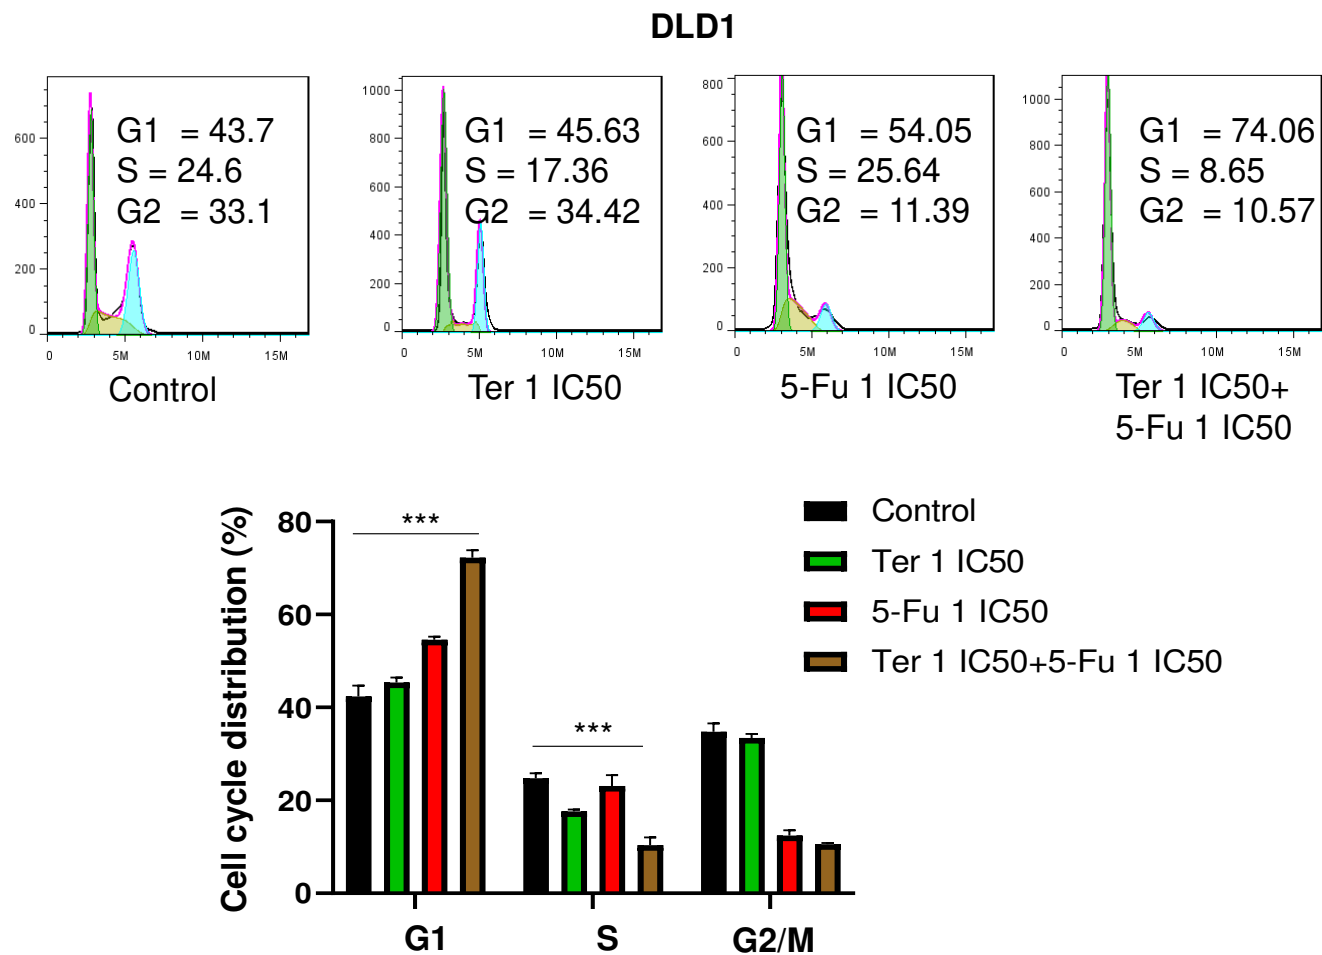 DLD1
600
400
200
0
0 5M 10M 15M
G1 = 43.7
S = 24.6
G2 = 33.1
Control
1000
800
600
400
200
0
0 5M 10M 15M
G1 = 45.63
S = 17.36
G2 = 34.42
Ter 1 IC50
800
600
400
200
0
0 5M 10M 15M
G1 = 54.05
S = 25.64
G2 = 11.39
5-Fu 1 IC50
1000
800
600
400
200
0
0 5M 10M 15M
G1 = 74.06
S = 8.65
G2 = 10.57
Ter 1 IC50+
5-Fu 1 IC50
Cell cycle distribution (%)
80
60
40
20
0
***
***
G1 S G2/M
Control
Ter 1 IC50
5-Fu 1 IC50
Ter 1 IC50+5-Fu 1 IC50